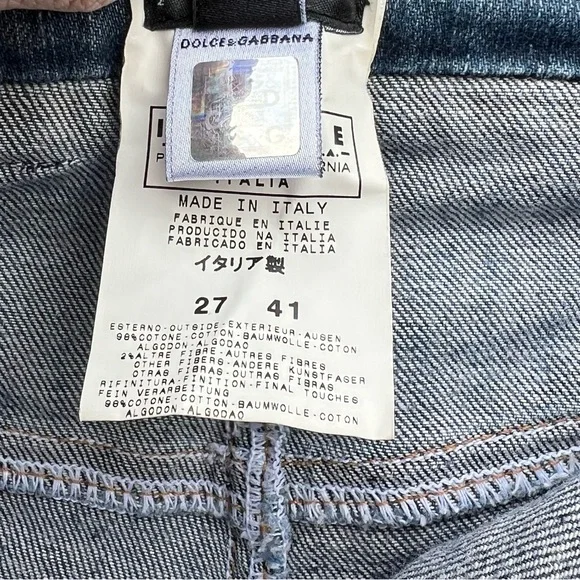 DOLCE&GABBANA
ITALIA
MADE IN ITALY
FABRIQUE EN ITALIE
PRODUCIDO NA ITALIA
FABRICADO EN ITALIA
イタリア製
27 41
ESTERNO-OUTSIDE-EXTERIEUR-AUSEN
98%COTONE-COTTON-BAUMWOLLE-COTON
ALGODON-ALGODAO
2%ALTRE FIBRE-AUTRES FIBRES
OTHER FIBERS-ANDERE KUNSTFASER
OTRAS FIBRAS-OUTRAS FIBRAS
RIFINITURA-FINITION-FINAL TOUCHES
FEIN VERARBEITUNG
98%COTONE-COTTON-BAUMWOLLE-COTON
ALGODON-ALGODAO